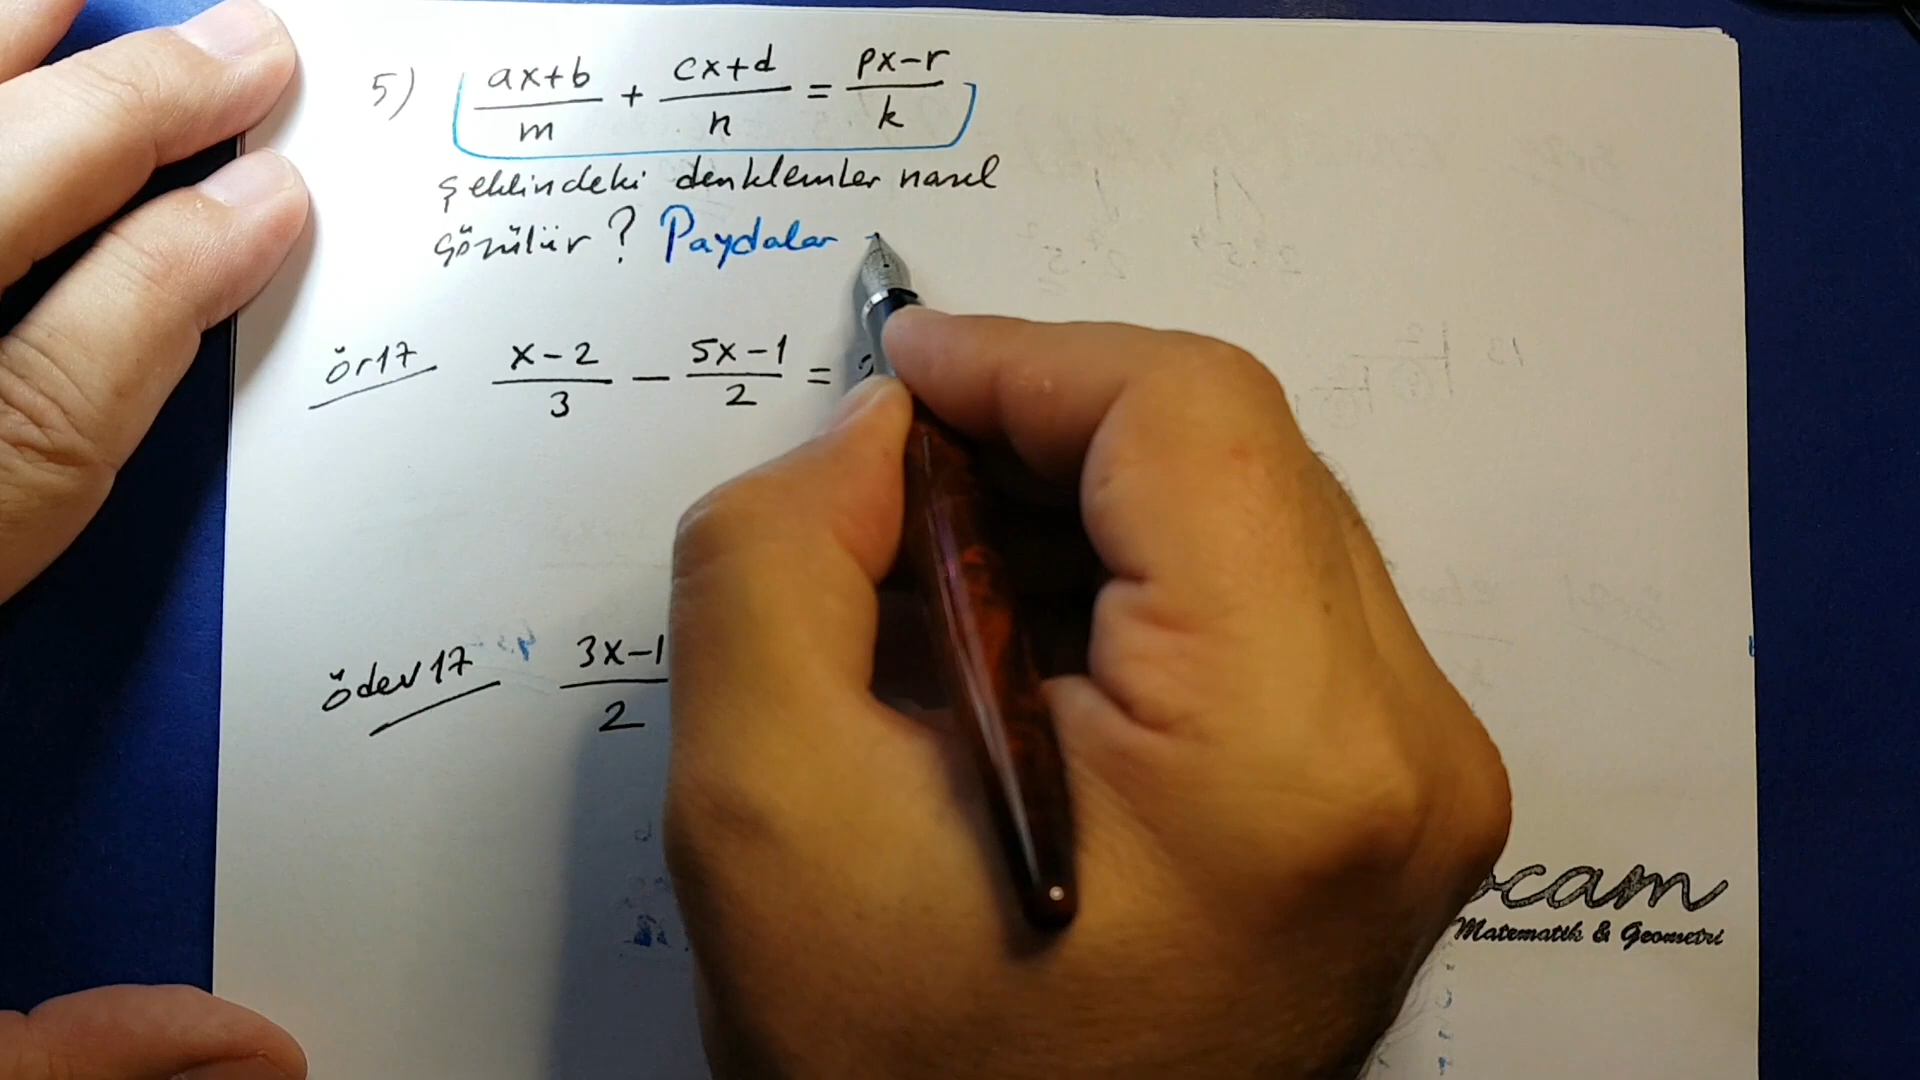 5) ax+b/m + cx+d/n = px-r/k
şeklindeki denklemler nasıl
çözülür? Paydalar
ör17 x-2/3 - 5x-1/2 =
ödev17 3x-1/2
ocam
Matematik & Geometri